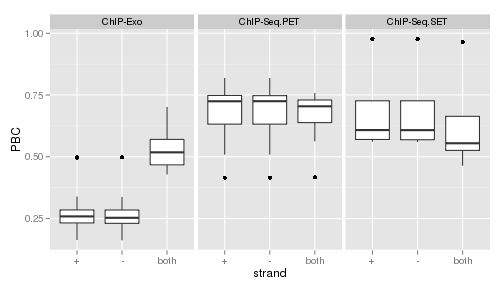 ChIP-Exo ChIP-Seq.PET ChIP-Seq.SET
1.00
0.75
0.50
0.25
PBC
+ - both + - both + - both
strand